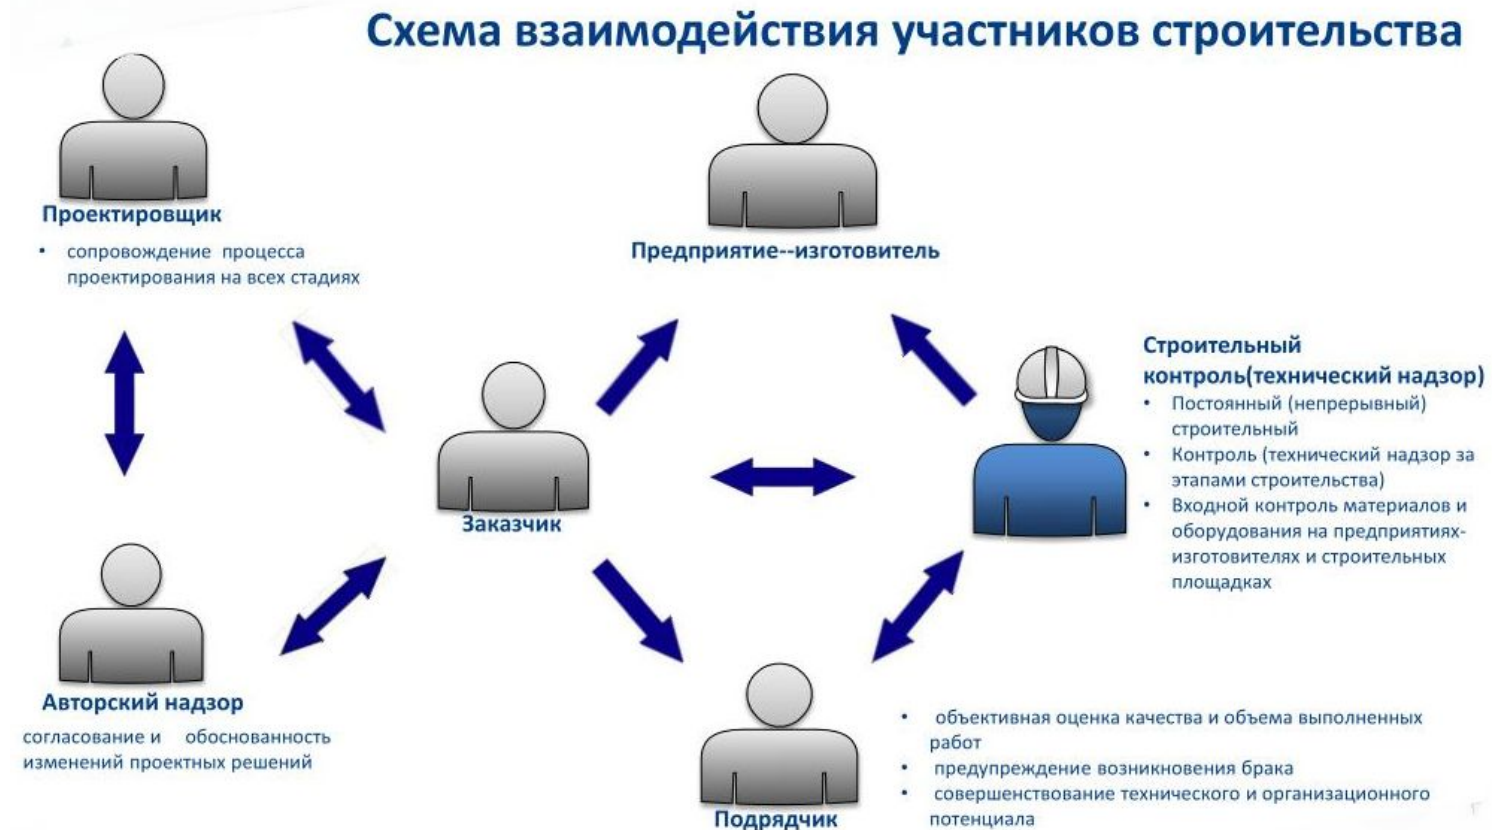 Схема взаимодействия участников строительства
Проектировщик
• сопровождение процесса
проектирования на всех стадиях
Предприятие--изготовитель
Строительный
контроль(технический надзор)
• Постоянный (непрерывный)
строительный
• Контроль (технический надзор за
этапами строительства)
• Входной контроль материалов и
оборудования на предприятиях-
изготовителях и строительных
площадках
Заказчик
Авторский надзор
согласование и обоснованность
изменений проектных решений
Подрядчик
• объективная оценка качества и объема выполненных
работ
• предупреждение возникновения брака
• совершенствование технического и организационного
потенциала